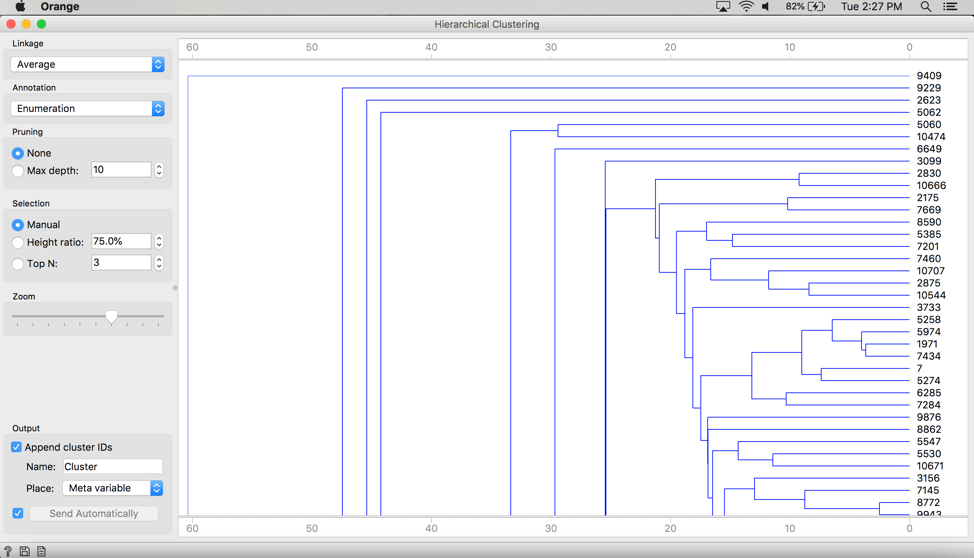 Orange
82%
Tue 2:27 PM
Hierarchical Clustering
Linkage
Average
Annotation
Enumeration
Pruning
None
Max depth:
10
Selection
Manual
Height ratio:
75.0%
Top N:
3
Zoom
Output
Append cluster IDs
Name:
Cluster
Place:
Meta variable
Send Automatically
?
60 50 40 30 20 10 0
9409
9229
2623
5062
5060
10474
6649
3099
2830
10666
2175
7669
8590
5385
7201
7460
10707
2875
10544
3733
5258
5974
1971
7434
7
5274
6285
7284
9876
8862
5547
5530
10671
3156
7145
8772
9943
60 50 40 30 20 10 0